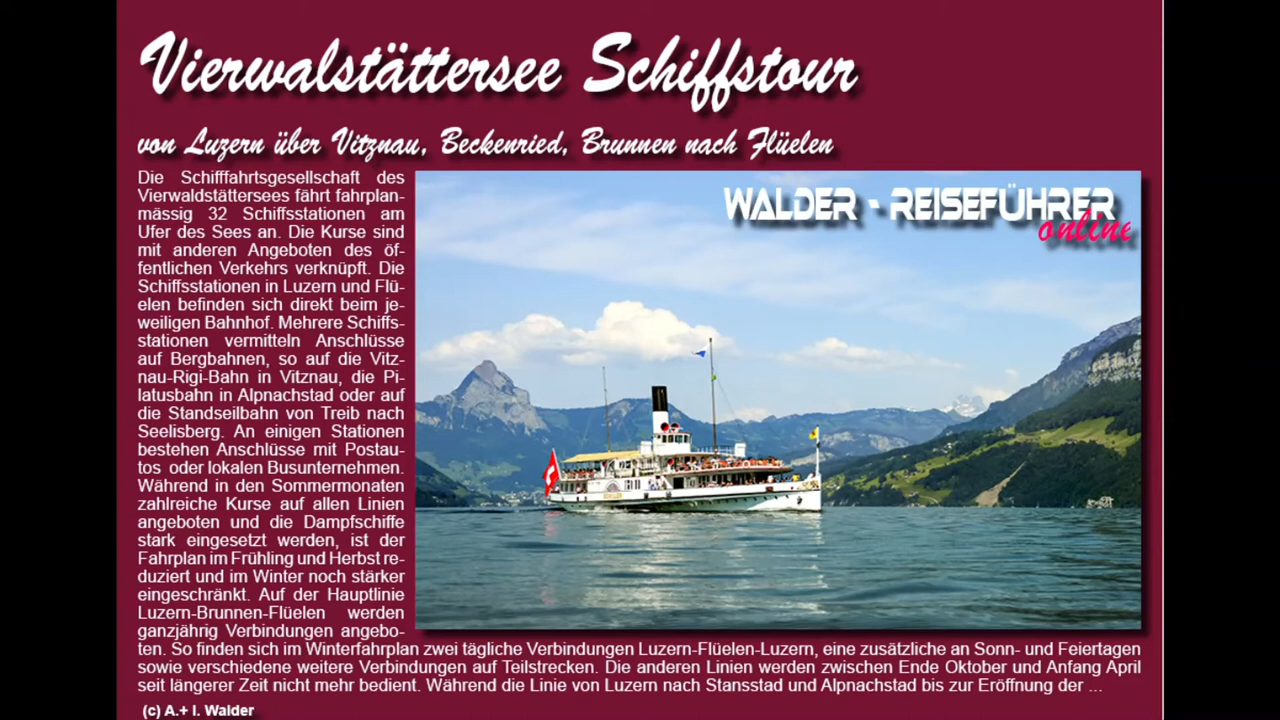 Vierwalstättersee Schiffstour
von Luzern über Vitznau, Beckenried, Brunnen nach Flüelen
WALDER - REISEFÜHRER
online
Die Schifffahrtsgesellschaft des
Vierwaldstättersees fährt fahrplan-
mässig 32 Schiffsstationen am
Ufer des Sees an. Die Kurse sind
mit anderen Angeboten des öf-
fentlichen Verkehrs verknüpft. Die
Schiffsstationen in Luzern und Flü-
elen befinden sich direkt beim je-
weiligen Bahnhof. Mehrere Schiffs-
stationen vermitteln Anschlüsse
auf Bergbahnen, so auf die Vitz-
nau-Rigi-Bahn in Vitznau, die Pi-
latusbahn in Alpnachstad oder auf
die Standseilbahn von Treib nach
Seelisberg. An einigen Stationen
bestehen Anschlüsse mit Postau-
tos oder lokalen Busunternehmen.
Während in den Sommermonaten
zahlreiche Kurse auf allen Linien
angeboten und die Dampfschiffe
stark eingesetzt werden, ist der
Fahrplan im Frühling und Herbst re-
duziert und im Winter noch stärker
eingeschränkt. Auf der Hauptlinie
Luzern-Brunnen-Flüelen werden
ganzjährig Verbindungen angebo-
ten. So finden sich im Winterfahrplan zwei tägliche Verbindungen Luzern-Flüelen-Luzern, eine zusätzliche an Sonn- und Feiertagen
sowie verschiedene weitere Verbindungen auf Teilstrecken. Die anderen Linien werden zwischen Ende Oktober und Anfang April
seit längerer Zeit nicht mehr bedient. Während die Linie von Luzern nach Stansstad und Alpnachstad bis zur Eröffnung der ...
(c) A.+ I. Walder